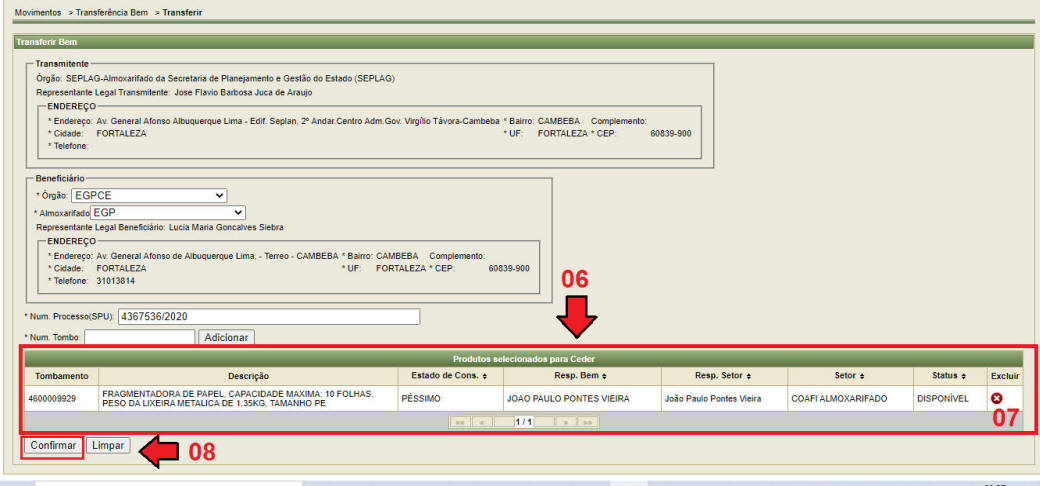 Movimentos > Transferência Bem > Transferir
Transferir Bem
Transmitente
Órgão: SEPLAG-Almoxarifado da Secretaria de Planejamento e Gestão do Estado (SEPLAG)
Representante Legal Transmitente: Jose Flavio Barbosa Juca de Araujo
ENDEREÇO
* Endereço: Av. General Afonso Albuquerque Lima - Edif. Seplan, 2º Andar.Centro Adm.Gov. Virgílio Távora-Cambeba * Bairro: CAMBEBA Complemento:
* Cidade: FORTALEZA * UF: FORTALEZA * CEP: 60839-900
* Telefone:
Beneficiário
* Órgão: EGPCE
* Almoxarifado EGP
Representante Legal Beneficiário: Lucia Maria Goncalves Siebra
ENDEREÇO
* Endereço: Av. General Afonso de Albuquerque Lima, - Terreo - CAMBEBA * Bairro: CAMBEBA Complemento:
* Cidade: FORTALEZA * UF: FORTALEZA * CEP: 60839-900
* Telefone: 31013814
06
* Num. Processo(SPU): 4367536/2020
* Num. Tombo: Adicionar
Produtos selecionados para Ceder
Tombamento Descrição Estado de Cons. Resp. Bem Resp. Setor Setor Status Excluir
4600009929 FRAGMENTADORA DE PAPEL, CAPACIDADE MAXIMA: 10 FOLHAS, PÉSSIMO JOAO PAULO PONTES VIEIRA João Paulo Pontes Vieira COAFI ALMOXARIFADO DISPONÍVEL
PESO DA LIXEIRA METALICA DE 1,35KG, TAMANHO PE
07
«« « 1 / 1 » »»
Confirmar Limpar 08